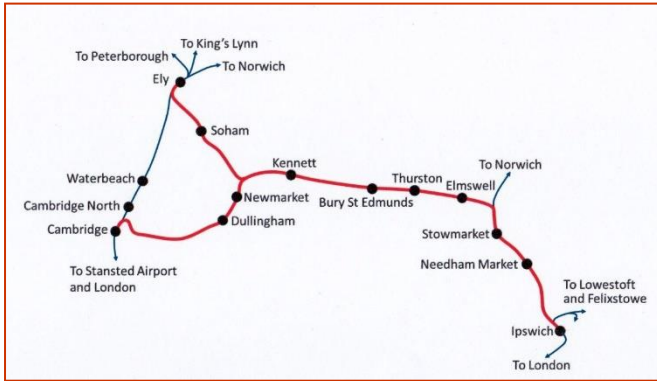 To King's Lynn
To Peterborough
To Norwich
Ely
Soham
Kennett
To Norwich
Waterbeach
Thurston
Elmswell
Newmarket
Bury St Edmunds
Cambridge North
Dullingham
Cambridge
Stowmarket
Needham Market
To Stansted Airport
and London
To Lowestoft
and Felixstowe
Ipswich
To London